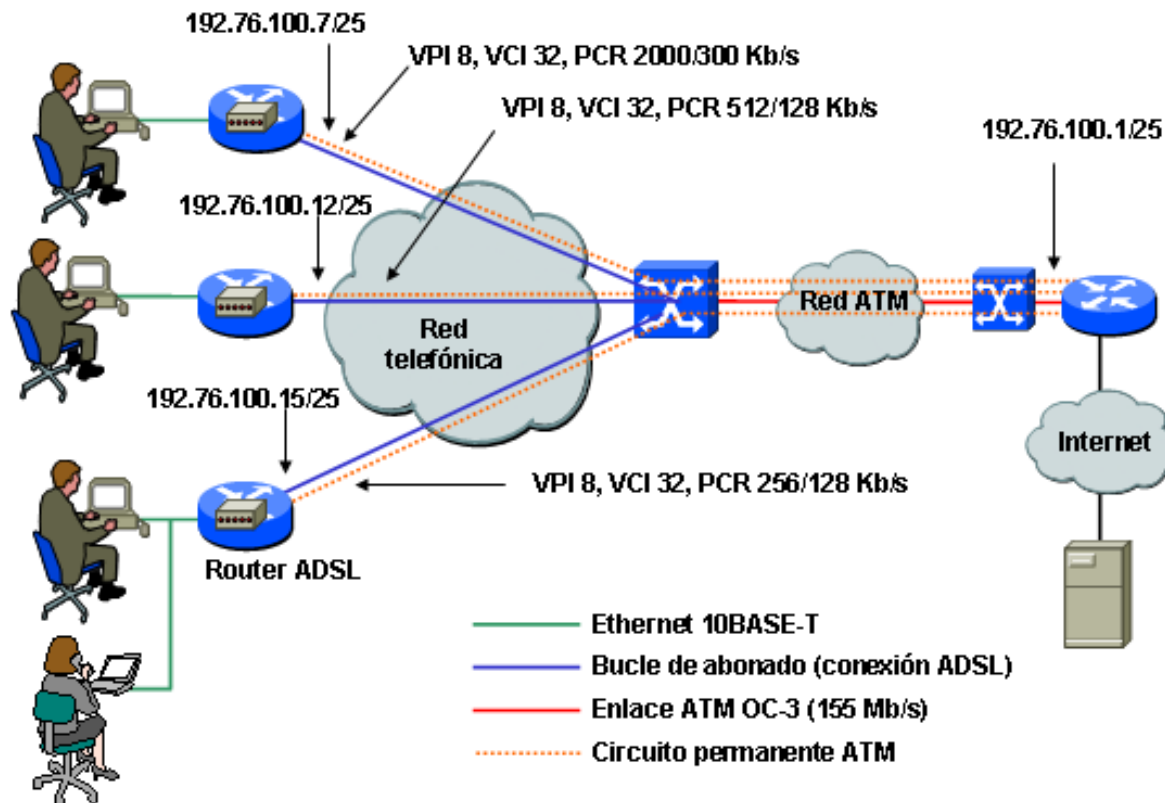 192.76.100.7/25
VPI 8, VCI 32, PCR 2000/300 Kb/s
VPI 8, VCI 32, PCR 512/128 Kb/s
192.76.100.1/25
192.76.100.12/25
Red ATM
Red
telefónica
192.76.100.15/25
Internet
VPI 8, VCI 32, PCR 256/128 Kb/s
Router ADSL
Ethernet 10BASE-T
Bucle de abonado (conexión ADSL)
Enlace ATM OC-3 (155 Mb/s)
Circuito permanente ATM